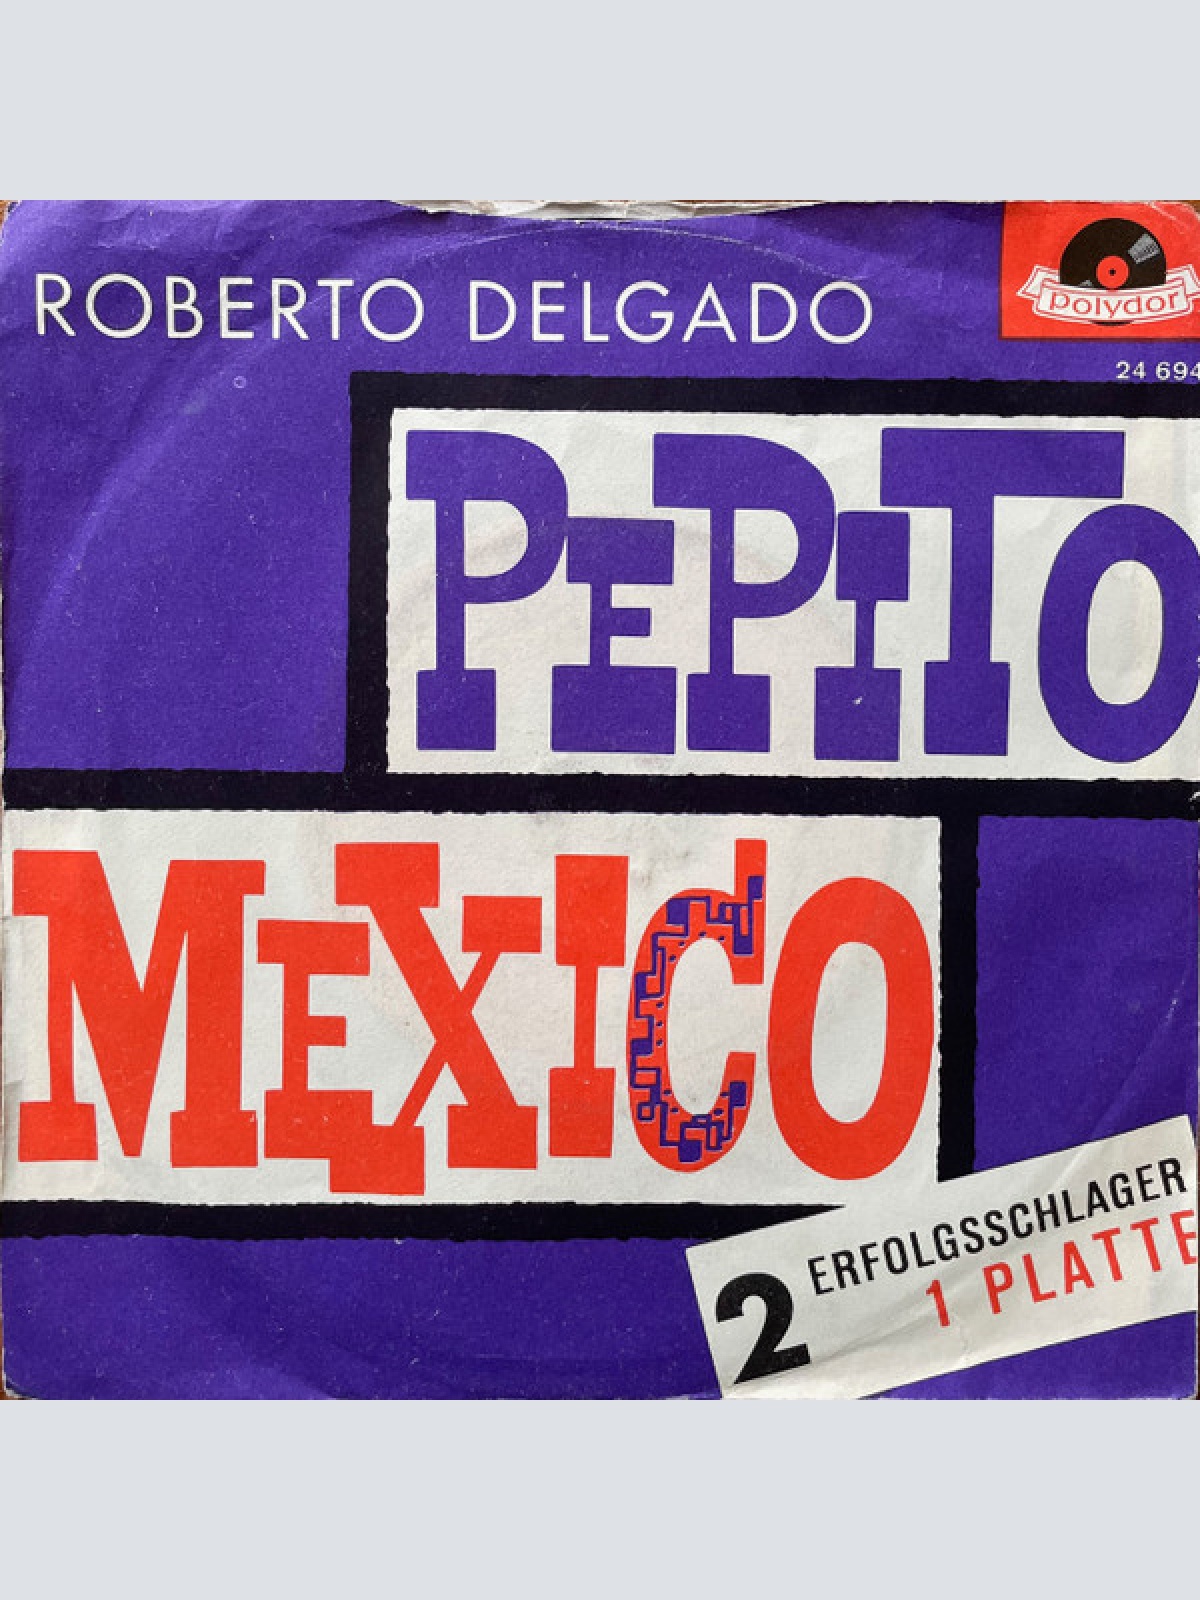 ROBERTO DELGADO
polydor
24 694
PEPITO
MEXICO
2 ERFOLGSSCHLAGER
1 PLATTE